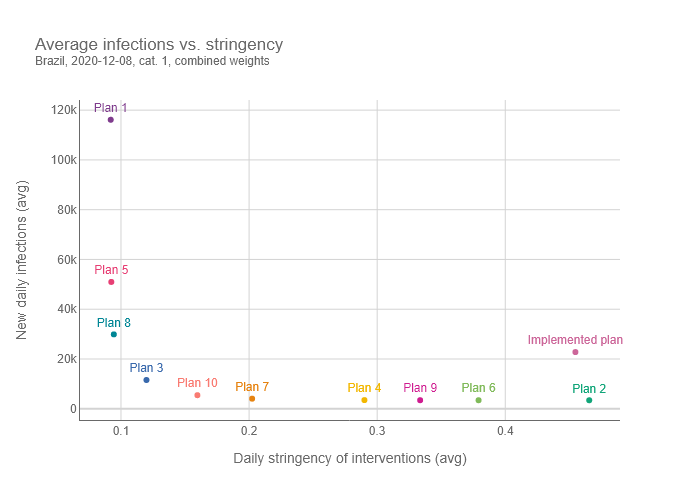 Average infections vs. stringency
Brazil, 2020-12-08, cat. 1, combined weights
New daily infections (avg)
120k
100k
80k
60k
40k
20k
0
Plan 1
Plan 5
Plan 8
Implemented plan
Plan 3
Plan 10
Plan 7
Plan 4
Plan 9
Plan 6
Plan 2
0.1
0.2
0.3
0.4
Daily stringency of interventions (avg)